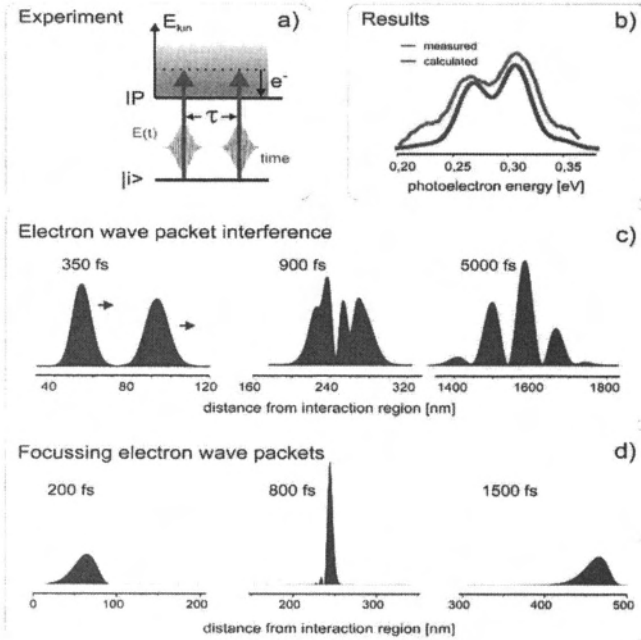 Experiment
a)
E_kin
IP
e-
τ
E(t)
time
|i>
Results
b)
measured
calculated
0,20 0,25 0,30 0,35
photoelectron energy [eV]
Electron wave packet interference
c)
350 fs
900 fs
5000 fs
40 60 80 120
160 240 320
1400 1600 1800
distance from interaction region [nm]
Focussing electron wave packets
d)
200 fs
800 fs
1500 fs
0 100 200
200 300
300 400 500
distance from interaction region [nm]